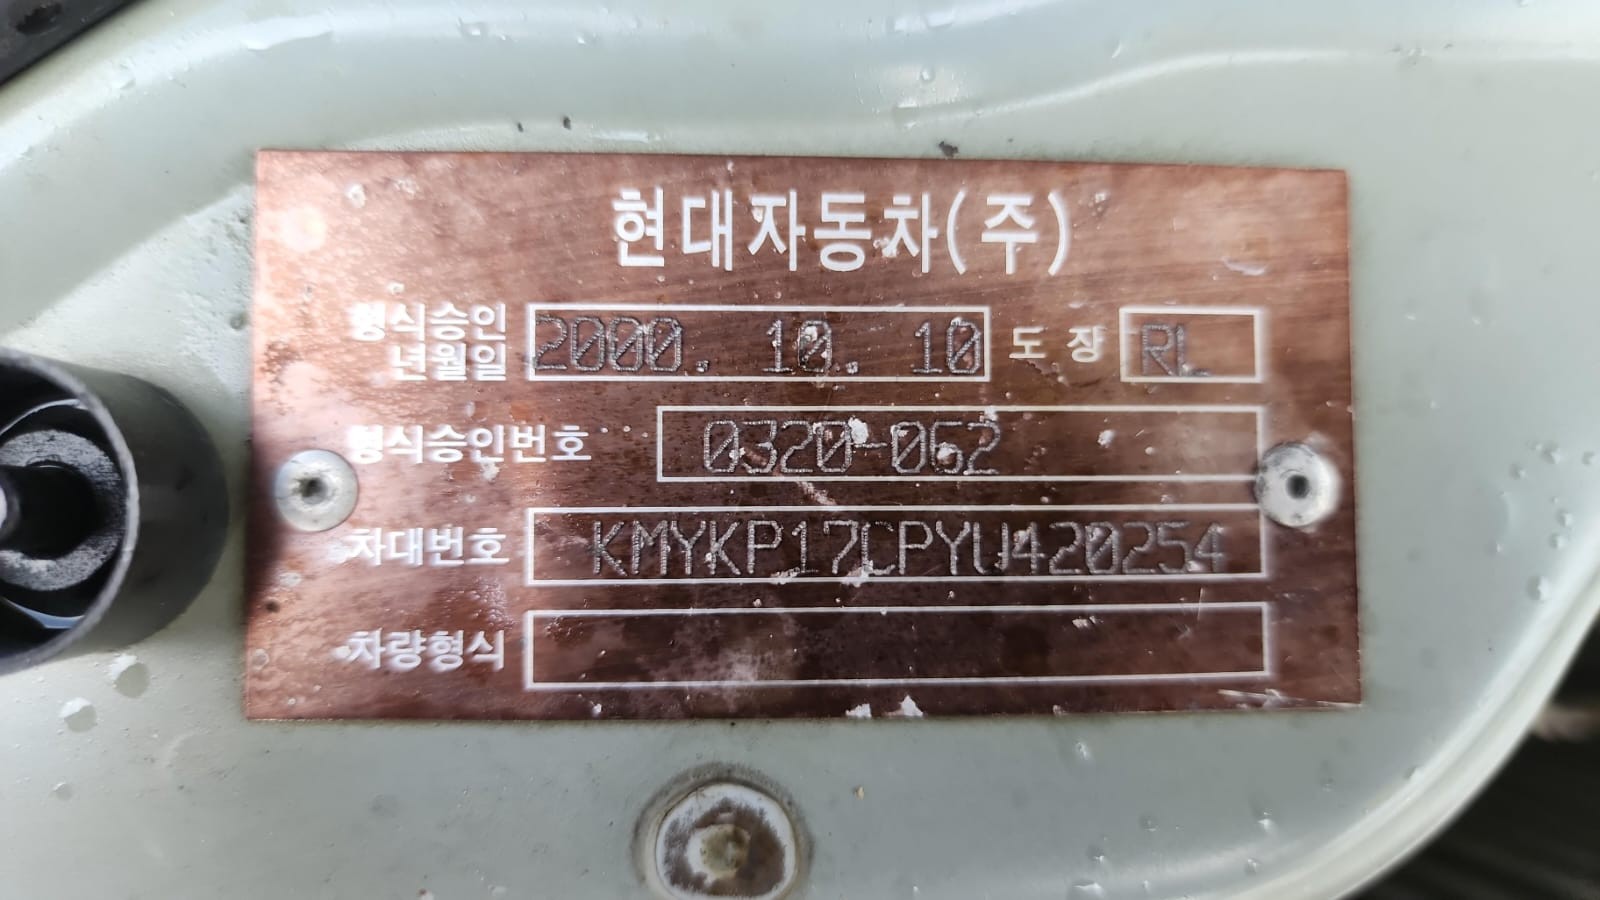 현대자동차(주)
형식승인
년월일 2000. 10. 10 도장 RL
형식승인번호 0320-062
차대번호 KMYKP17CPYU420254
차량형식